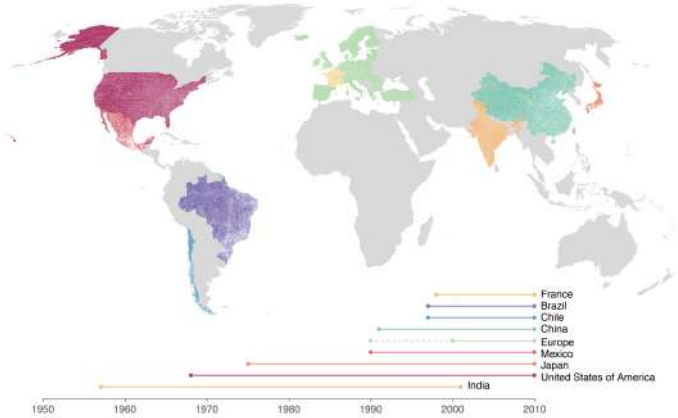 France
Brazil
Chile
China
Europe
Mexico
Japan
United States of America
India
1950 1960 1970 1980 1990 2000 2010